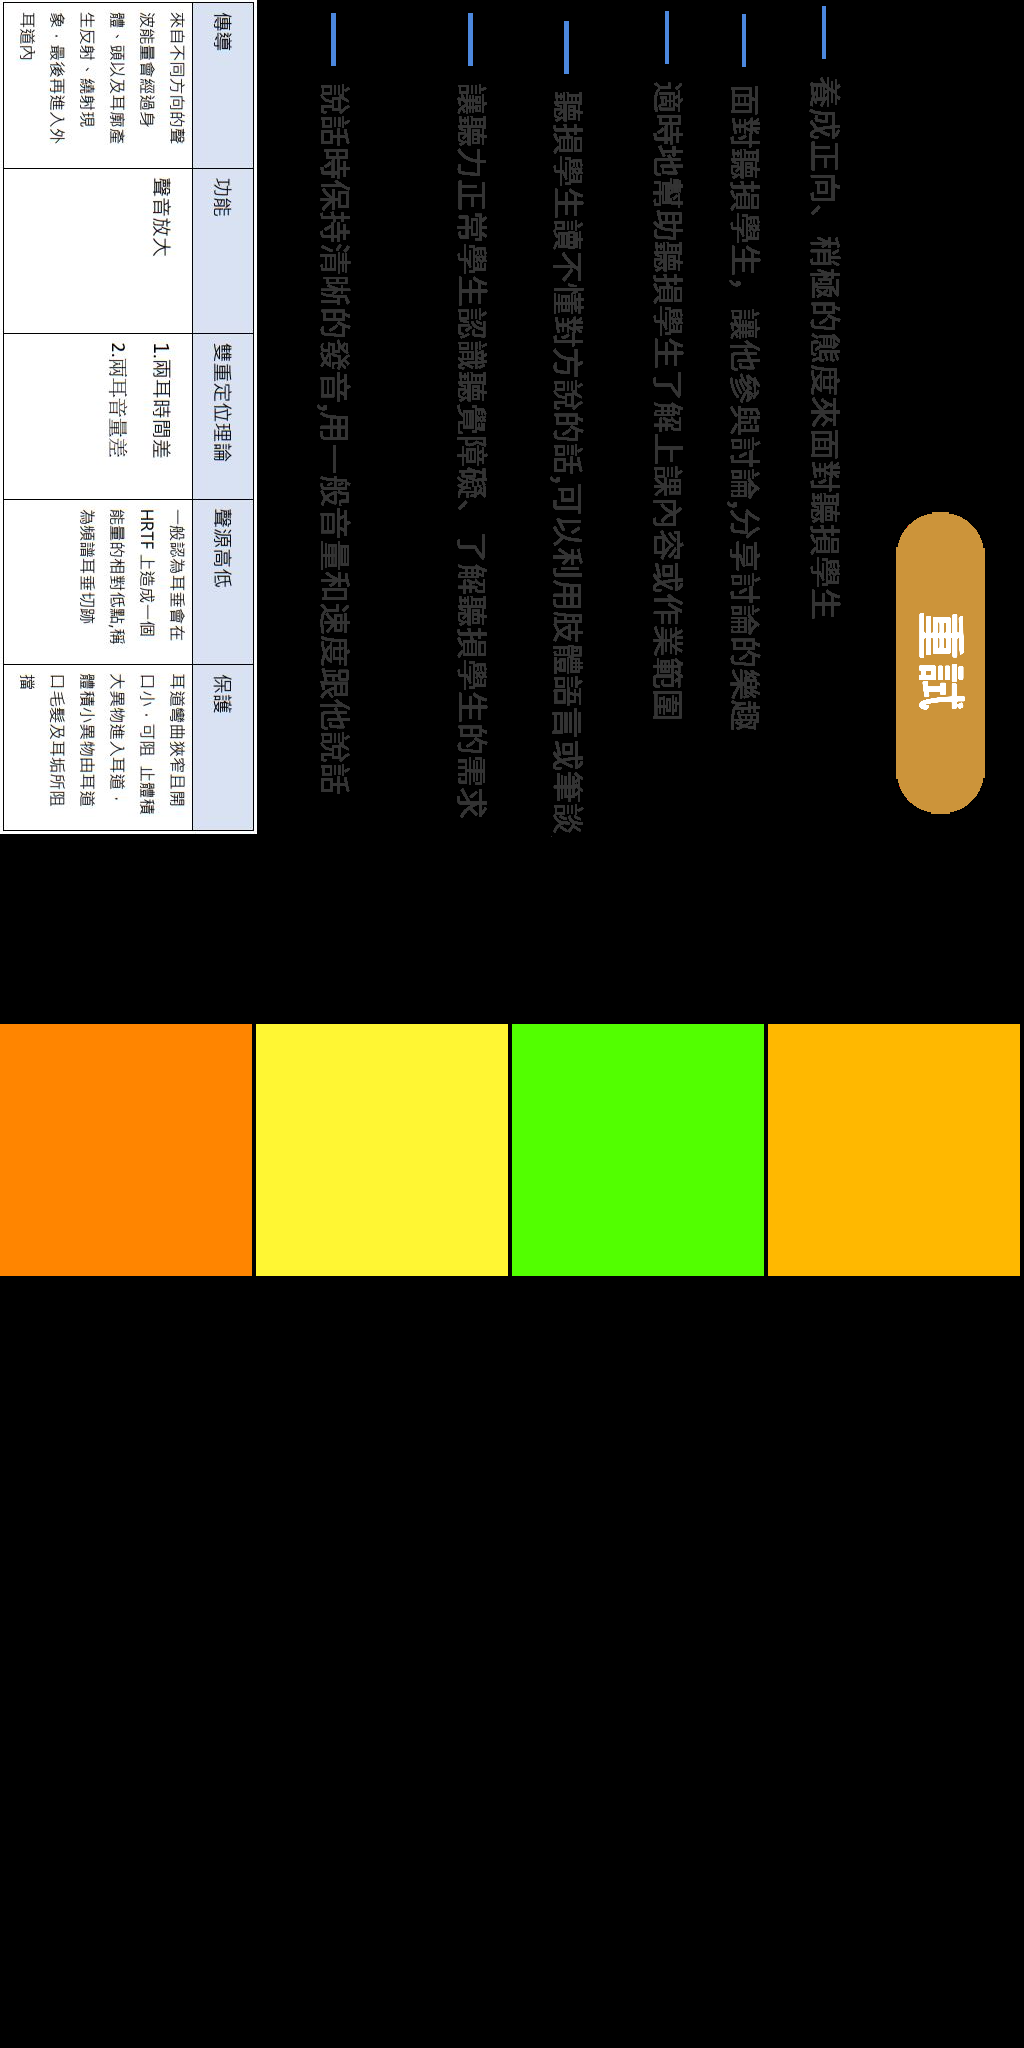 重試
養成正向、積極的態度來面對聽損學生
面對聽損學生，讓他參與討論,分享討論的樂趣
適時地幫助聽損學生了解上課內容或作業範圍
聽損學生讀不懂對方說的話,可以利用肢體語言或筆談
讓聽力正常學生認識聽覺障礙、了解聽損學生的需求
說話時保持清晰的發音,用一般音量和速度跟他說話
傳導
功能
雙重定位理論
聲源高低
保護
來自不同方向的聲
波能量會經過身
體、頭以及耳廓產
生反射、繞射現
象，最後再進入外
耳道內
聲音放大
1.兩耳時間差
2.兩耳音量差
一般認為耳垂會在
HRTF 上造成一個
能量的相對低點,稱
為頻譜耳垂切跡
耳道彎曲狹窄且開
口小，可阻 止體積
大異物進入耳道，
體積小異物由耳道
口毛髮及耳垢所阻
擋